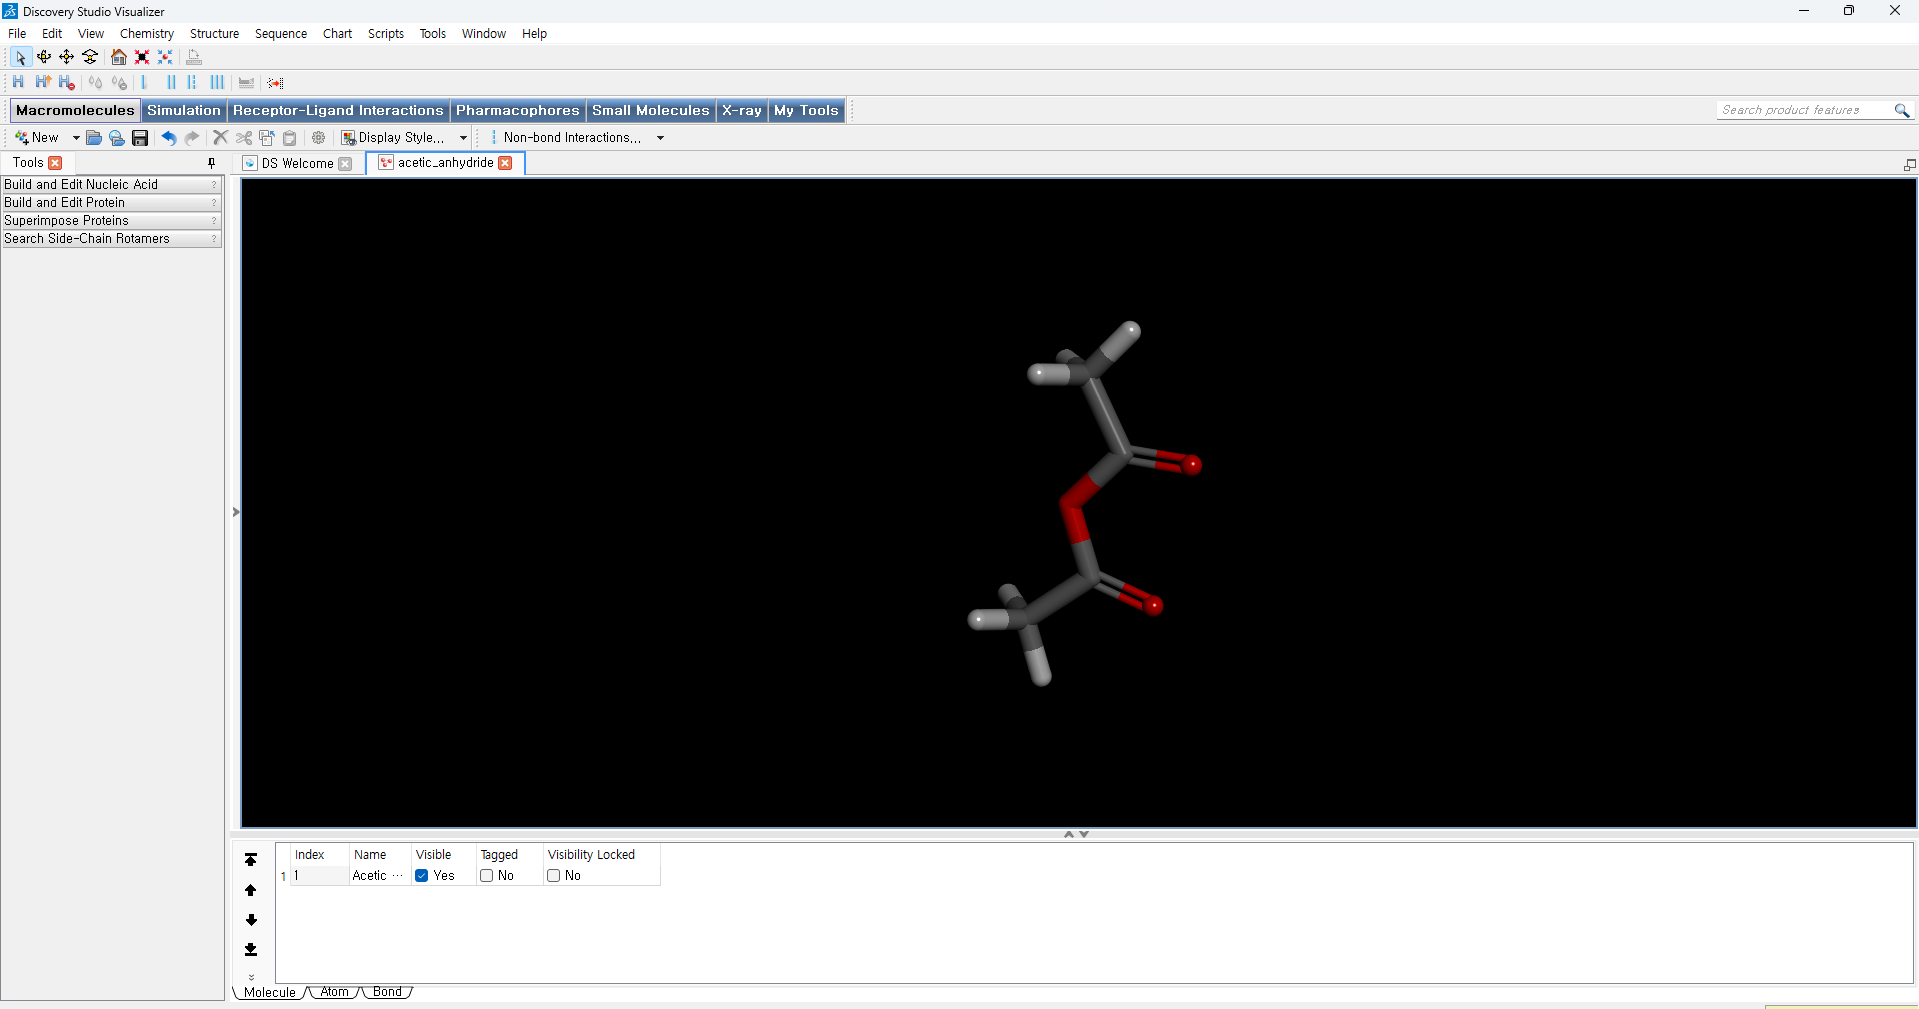 Discovery Studio Visualizer
File Edit View Chemistry Structure Sequence Chart Scripts Tools Window Help
Macromolecules Simulation Receptor-Ligand Interactions Pharmacophores Small Molecules X-ray My Tools Search product features
New Display Style... Non-bond Interactions...
Tools DS Welcome acetic_anhydride
Build and Edit Nucleic Acid ?
Build and Edit Protein ?
Superimpose Proteins ?
Search Side-Chain Rotamers ?
Index Name Visible Tagged Visibility Locked
1 1 Acetic ... Yes No No
Molecule Atom Bond